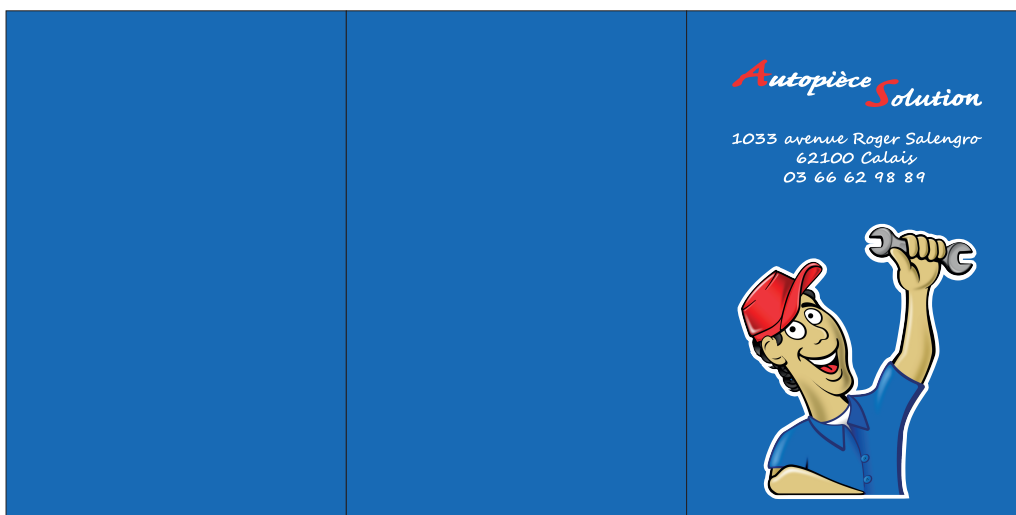 Autopièce
Solution
1033 avenue Roger Salengro
62100 Calais
03 66 62 98 89